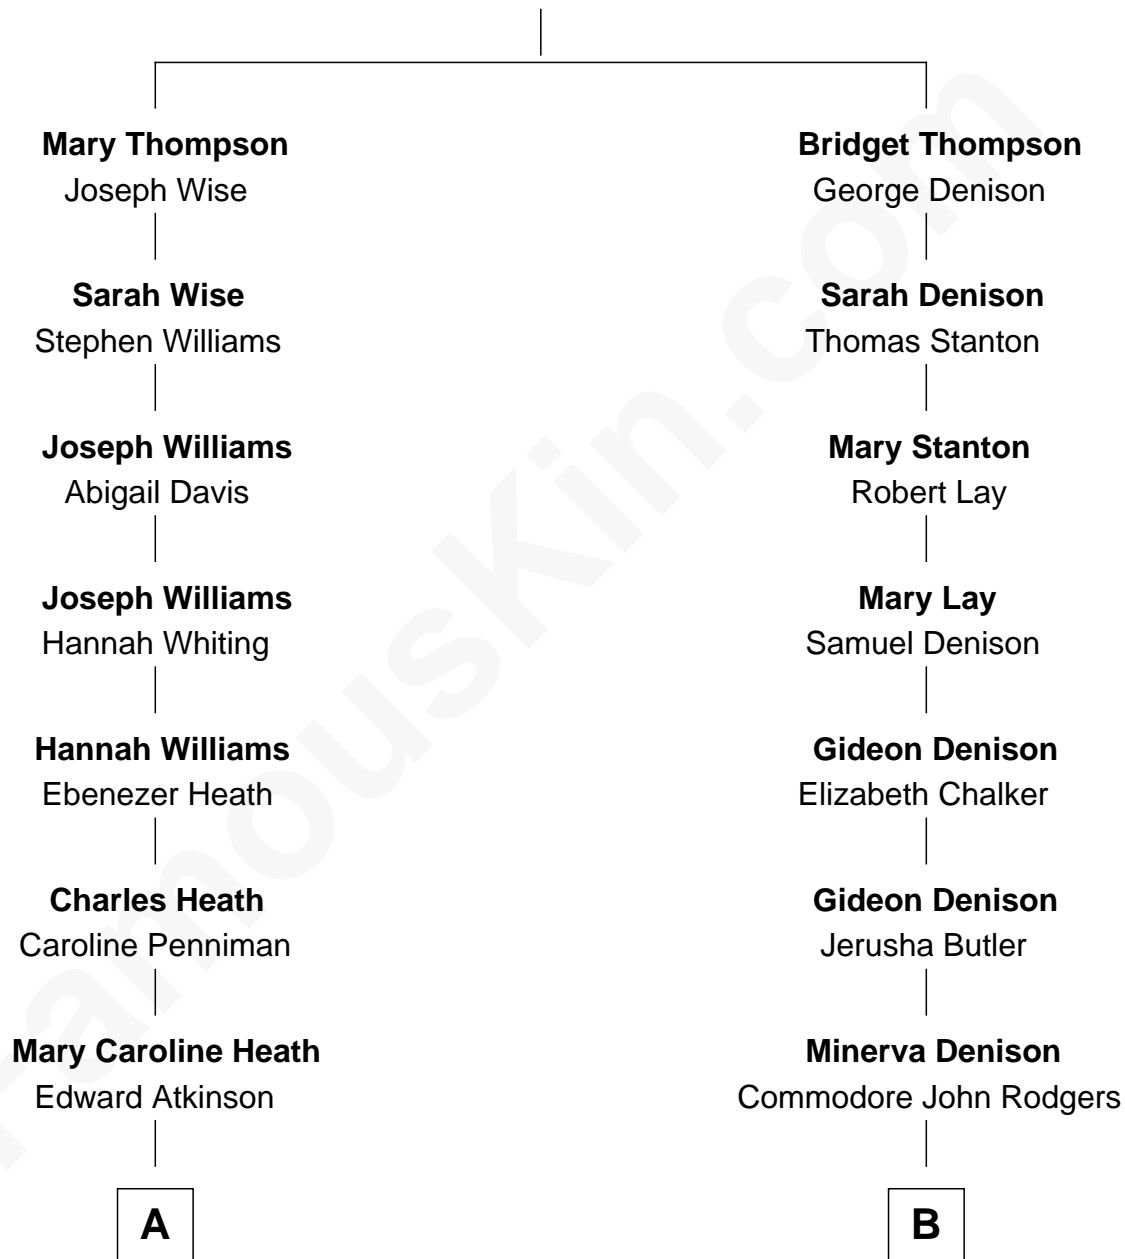 Mary Thompson
Joseph Wise
Bridget Thompson
George Denison
Sarah Wise
Stephen Williams
Sarah Denison
Thomas Stanton
Joseph Williams
Abigail Davis
Mary Stanton
Robert Lay
Joseph Williams
Hannah Whiting
Mary Lay
Samuel Denison
Hannah Williams
Ebenezer Heath
Gideon Denison
Elizabeth Chalker
Charles Heath
Caroline Penniman
Gideon Denison
Jerusha Butler
Mary Caroline Heath
Edward Atkinson
Minerva Denison
Commodore John Rodgers
A
B
FamousKin.com